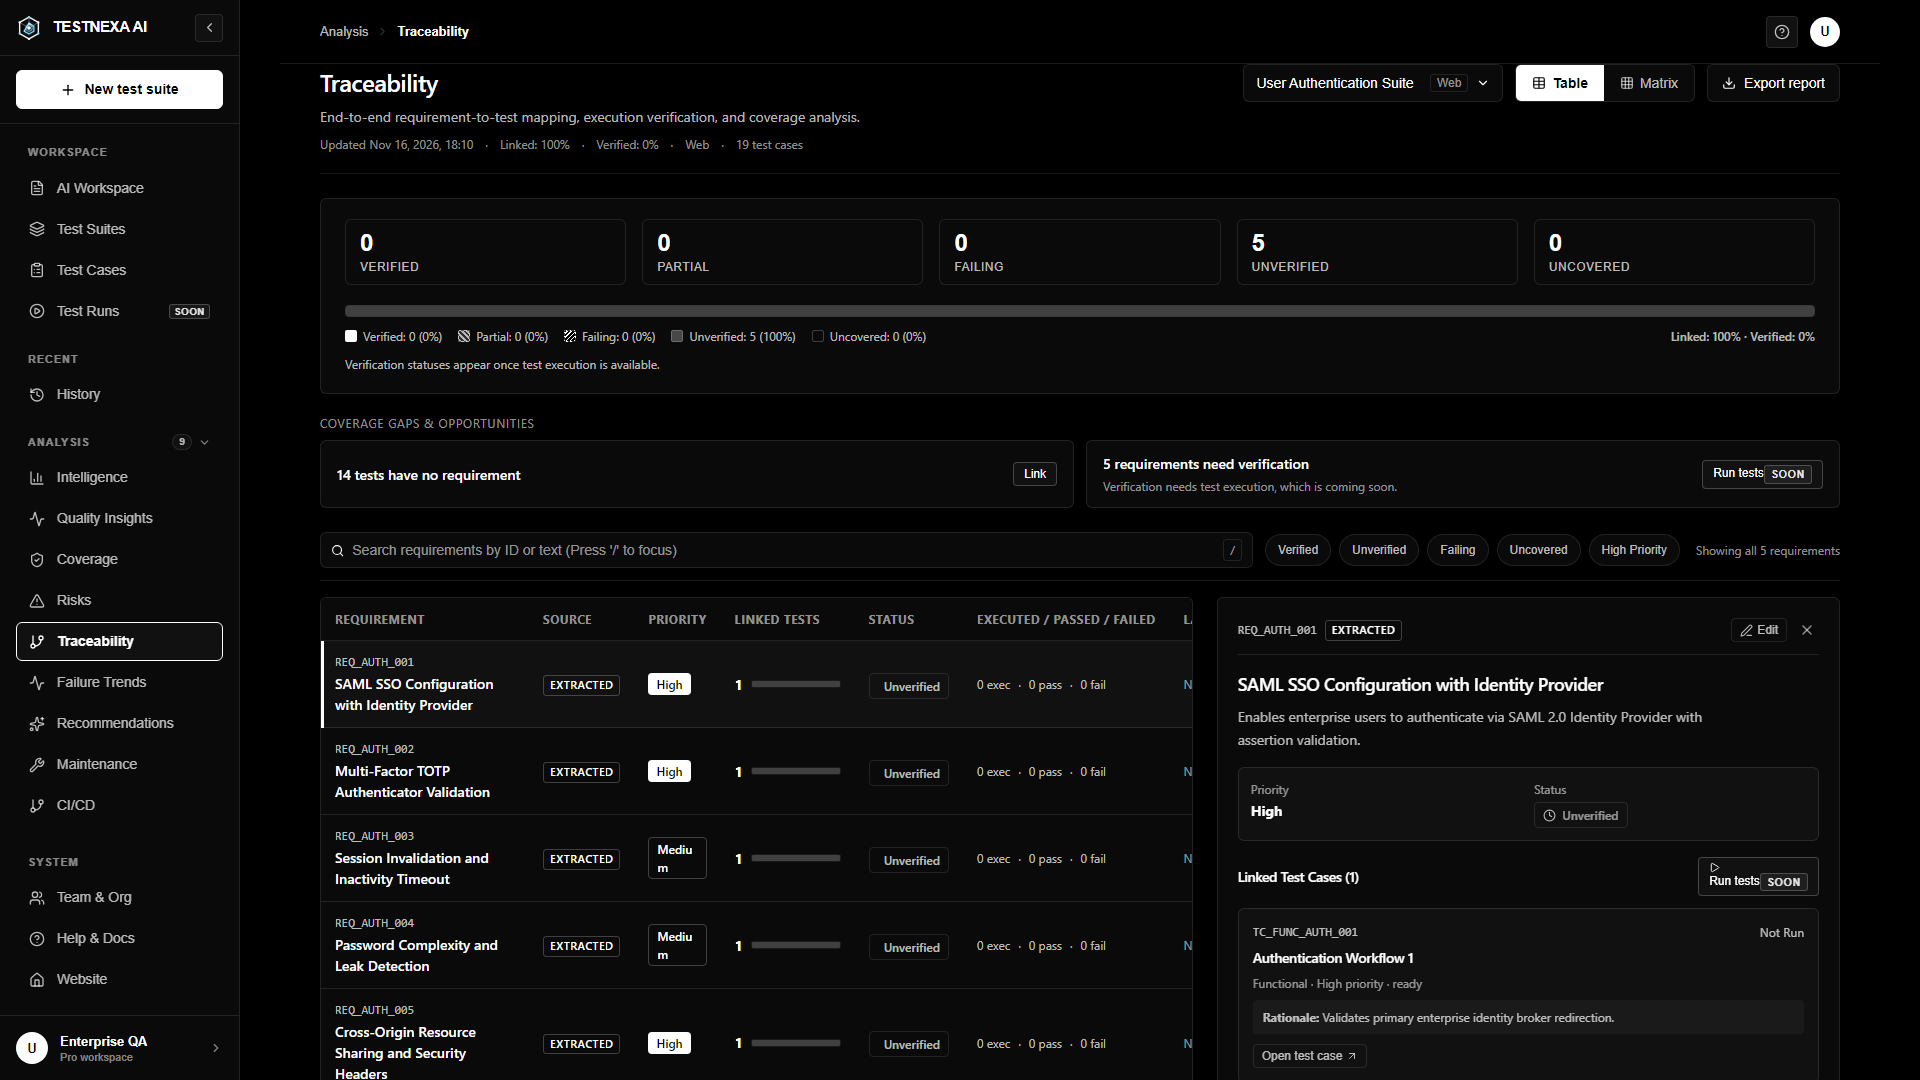 TESTNEXA AI
New test suite
WORKSPACE
AI Workspace
Test Suites
Test Cases
Test Runs SOON
RECENT
History
ANALYSIS 9
Intelligence
Quality Insights
Coverage
Risks
Traceability
Failure Trends
Recommendations
Maintenance
CI/CD
SYSTEM
Team & Org
Help & Docs
Website
U
Enterprise QA
Pro workspace
Analysis Traceability
U
Traceability
User Authentication Suite Web
Table
Matrix
Export report
End-to-end requirement-to-test mapping, execution verification, and coverage analysis.
Updated Nov 16, 2026, 18:10 · Linked: 100% · Verified: 0% · Web · 19 test cases
0
VERIFIED
0
PARTIAL
0
FAILING
5
UNVERIFIED
0
UNCOVERED
Verified: 0 (0%) Partial: 0 (0%) Failing: 0 (0%) Unverified: 5 (100%) Uncovered: 0 (0%)
Linked: 100% · Verified: 0%
Verification statuses appear once test execution is available.
COVERAGE GAPS & OPPORTUNITIES
14 tests have no requirement
Link
5 requirements need verification
Verification needs test execution, which is coming soon.
Run tests SOON
Search requirements by ID or text (Press '/' to focus) /
Verified
Unverified
Failing
Uncovered
High Priority
Showing all 5 requirements
REQUIREMENT SOURCE PRIORITY LINKED TESTS STATUS EXECUTED / PASSED / FAILED
REQ_AUTH_001
SAML SSO Configuration
with Identity Provider
EXTRACTED High 1 Unverified 0 exec · 0 pass · 0 fail N
REQ_AUTH_002
Multi-Factor TOTP
Authenticator Validation
EXTRACTED High 1 Unverified 0 exec · 0 pass · 0 fail N
REQ_AUTH_003
Session Invalidation and
Inactivity Timeout
EXTRACTED
Mediu
m
1 Unverified 0 exec · 0 pass · 0 fail N
REQ_AUTH_004
Password Complexity and
Leak Detection
EXTRACTED
Mediu
m
1 Unverified 0 exec · 0 pass · 0 fail N
REQ_AUTH_005
Cross-Origin Resource
Sharing and Security
Headers
EXTRACTED High 1 Unverified 0 exec · 0 pass · 0 fail N
REQ_AUTH_001 EXTRACTED
Edit
SAML SSO Configuration with Identity Provider
Enables enterprise users to authenticate via SAML 2.0 Identity Provider with
assertion validation.
Priority
High
Status
Unverified
Linked Test Cases (1)
Run tests SOON
TC_FUNC_AUTH_001
Not Run
Authentication Workflow 1
Functional · High priority · ready
Rationale: Validates primary enterprise identity broker redirection.
Open test case